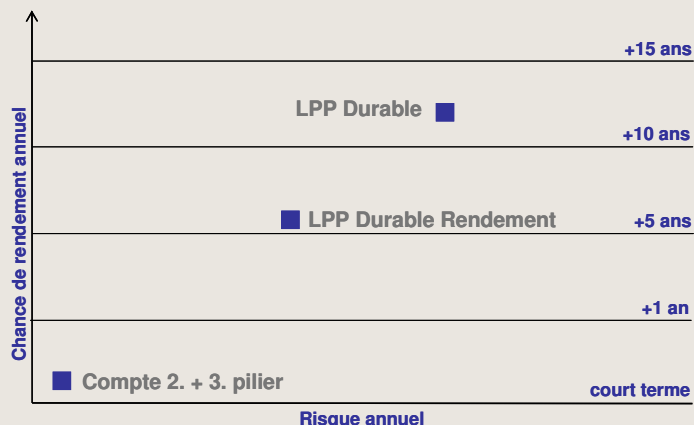 +15 ans
LPP Durable
+10 ans
LPP Durable Rendement
+5 ans
+1 an
Compte 2. + 3. pilier
court terme
Chance de rendement annuel
Risque annuel